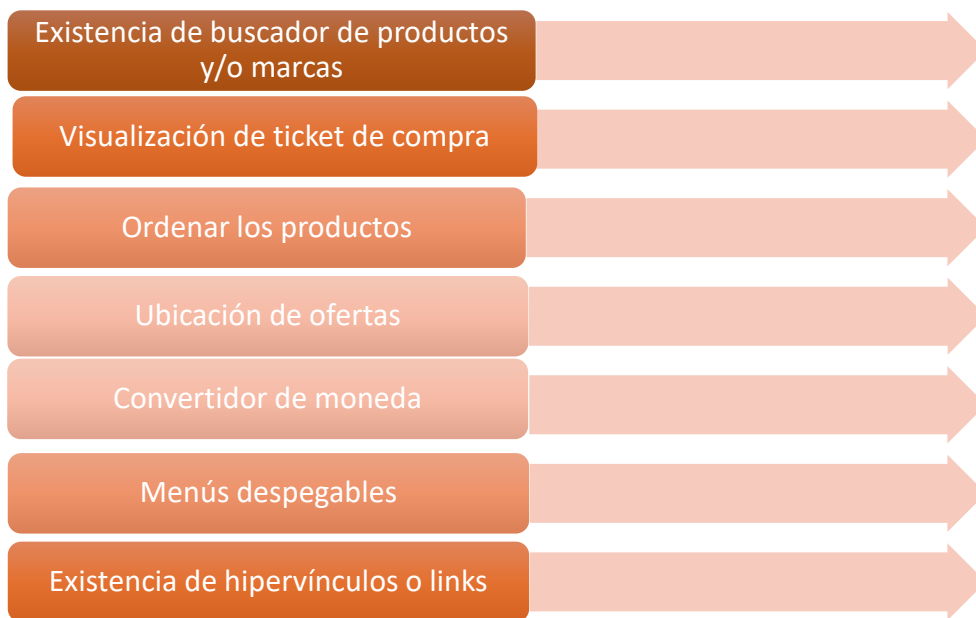 Existencia de buscador de productos
y/o marcas
Visualización de ticket de compra
Ordenar los productos
Ubicación de ofertas
Convertidor de moneda
Menús despegables
Existencia de hipervínculos o links